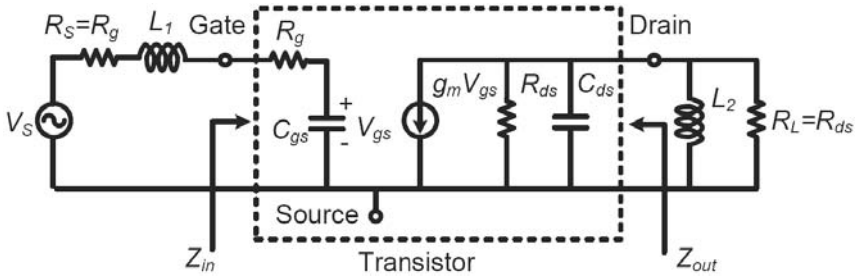 R_S=R_g
L_1
Gate
R_g
Drain
V_S
C_gs
+
-
V_gs
g_mV_gs
R_ds
C_ds
L_2
R_L=R_ds
Source
Z_in
Transistor
Z_out